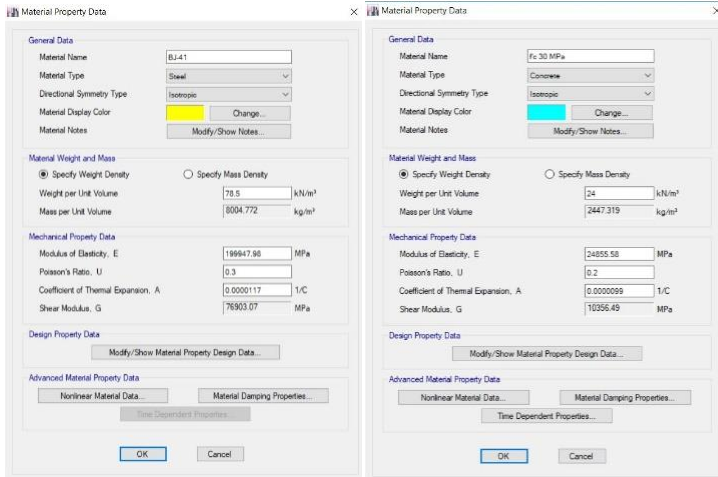 Material Property Data
General Data
Material Name BJ-41
Material Type Steel
Directional Symmetry Type Isotropic
Material Display Color Change...
Material Notes Modify/Show Notes...
Material Weight and Mass
Specify Weight Density Specify Mass Density
Weight per Unit Volume 78.5 kN/m³
Mass per Unit Volume 8004.772 kg/m³
Mechanical Property Data
Modulus of Elasticity, E 199947.98 MPa
Poisson's Ratio, U 0.3
Coefficient of Thermal Expansion, A 0.0000117 1/C
Shear Modulus, G 76903.07 MPa
Design Property Data
Modify/Show Material Property Design Data...
Advanced Material Property Data
Nonlinear Material Data... Material Damping Properties...
Time Dependent Properties...
OK Cancel
Material Property Data
General Data
Material Name f'c 30 MPa
Material Type Concrete
Directional Symmetry Type Isotropic
Material Display Color Change...
Material Notes Modify/Show Notes...
Material Weight and Mass
Specify Weight Density Specify Mass Density
Weight per Unit Volume 24 kN/m³
Mass per Unit Volume 2447.319 kg/m³
Mechanical Property Data
Modulus of Elasticity, E 24855.58 MPa
Poisson's Ratio, U 0.2
Coefficient of Thermal Expansion, A 0.0000099 1/C
Shear Modulus, G 10356.49 MPa
Design Property Data
Modify/Show Material Property Design Data...
Advanced Material Property Data
Nonlinear Material Data... Material Damping Properties...
Time Dependent Properties...
OK Cancel